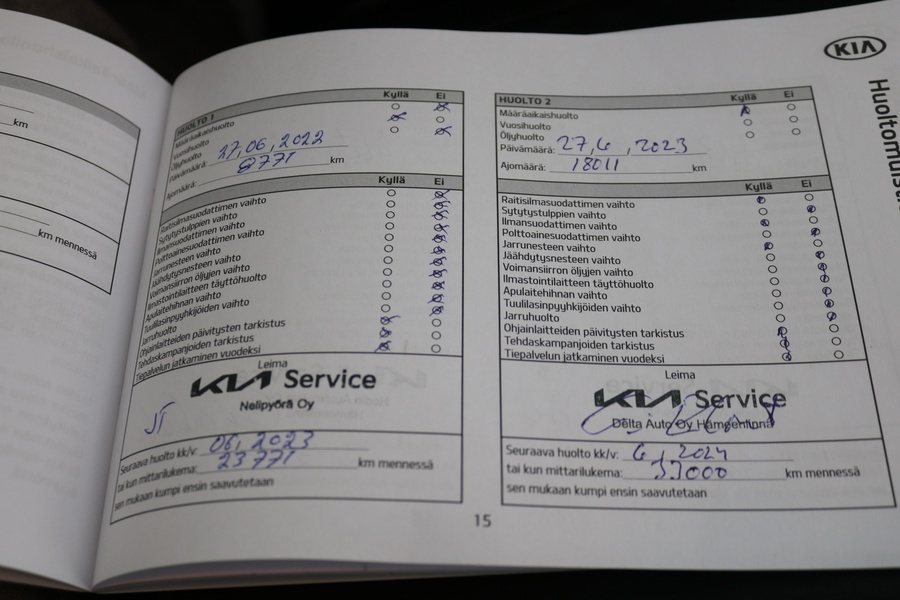 km
km mennessä
HUOLTO 1 Kyllä Ei
Määräaikaishuolto
Vuosihuolto
Öljyhuolto
Päivämäärä: 27,06,2022
Ajomäärä: 8771 km
Kyllä Ei
Raitisilmasuodattimen vaihto
Sytytystulppien vaihto
Ilmansuodattimen vaihto
Polttoainesuodattimen vaihto
Jarrunesteen vaihto
Jäähdytysnesteen vaihto
Voimansiirron öljyjen vaihto
Ilmastointilaitteen täyttöhuolto
Apulaitehihnan vaihto
Tuulilasinpyyhkijöiden vaihto
Jarruhuolto
Ohjainlaitteiden päivitysten tarkistus
Tehdaskampanjoiden tarkistus
Tiepalvelun jatkaminen vuodeksi
Leima
KIA Service
Nelipyörä Oy
JT
Seuraava huolto kk/v: 06, 2023
tai kun mittarilukema: 23771 km mennessä
sen mukaan kumpi ensin saavutetaan
HUOLTO 2 Kyllä Ei
Määräaikaishuolto
Vuosihuolto
Öljyhuolto
Päivämäärä: 27,6 ,2023
Ajomäärä: 18011 km
Kyllä Ei
Raitisilmasuodattimen vaihto
Sytytystulppien vaihto
Ilmansuodattimen vaihto
Polttoainesuodattimen vaihto
Jarrunesteen vaihto
Jäähdytysnesteen vaihto
Voimansiirron öljyjen vaihto
Ilmastointilaitteen täyttöhuolto
Apulaitehihnan vaihto
Tuulilasinpyyhkijöiden vaihto
Jarruhuolto
Ohjainlaitteiden päivitysten tarkistus
Tehdaskampanjoiden tarkistus
Tiepalvelun jatkaminen vuodeksi
Leima
KIA Service
Delta Auto Oy Hämeenlinna
Seuraava huolto kk/v: 6, 2024
tai kun mittarilukema: 33000 km mennessä
sen mukaan kumpi ensin saavutetaan
15
KIA